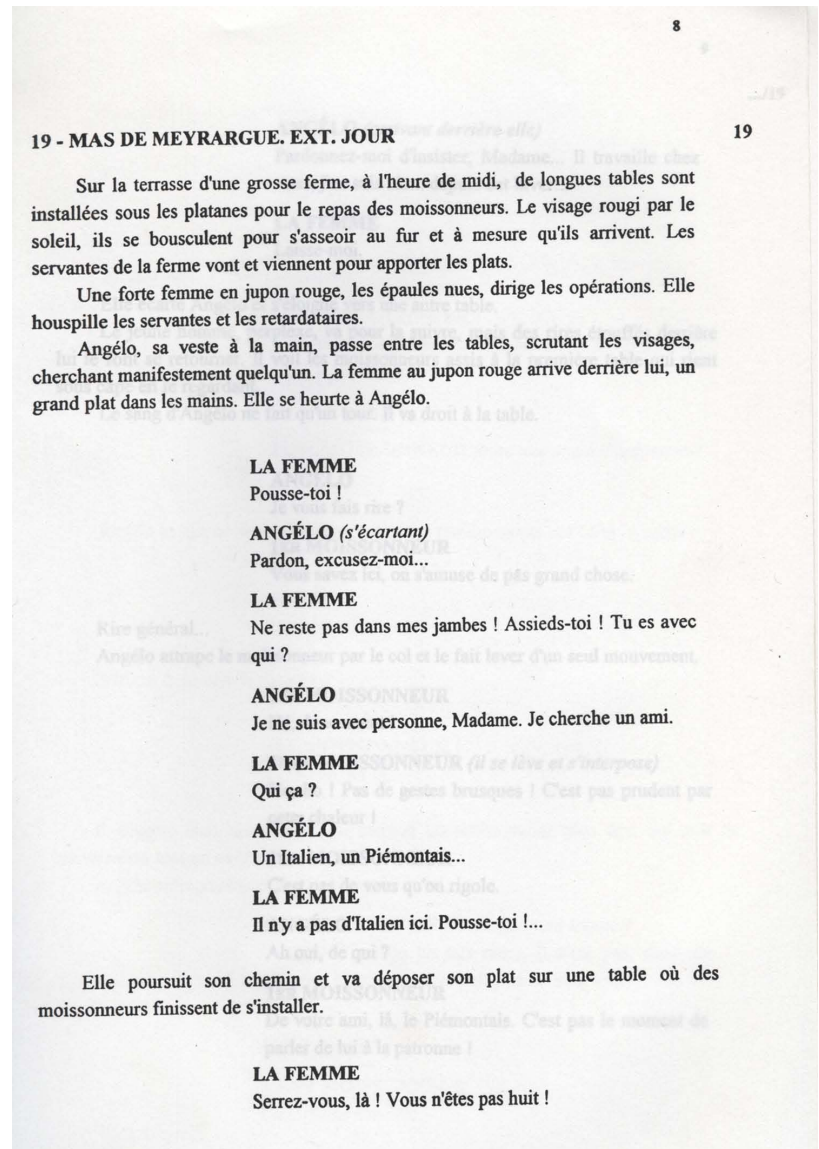 8
19 - MAS DE MEYRARGUE. EXT. JOUR 19
Sur la terrasse d'une grosse ferme, à l'heure de midi, de longues tables sont
installées sous les platanes pour le repas des moissonneurs. Le visage rougi par le
soleil, ils se bousculent pour s'asseoir au fur et à mesure qu'ils arrivent. Les
servantes de la ferme vont et viennent pour apporter les plats.
Une forte femme en jupon rouge, les épaules nues, dirige les opérations. Elle
houspille les servantes et les retardataires.
Angélo, sa veste à la main, passe entre les tables, scrutant les visages,
cherchant manifestement quelqu'un. La femme au jupon rouge arrive derrière lui, un
grand plat dans les mains. Elle se heurte à Angélo.
LA FEMME
Pousse-toi !
ANGÉLO (s'écartant)
Pardon, excusez-moi...
LA FEMME
Ne reste pas dans mes jambes ! Assieds-toi ! Tu es avec
qui ?
ANGÉLO
Je ne suis avec personne, Madame. Je cherche un ami.
LA FEMME
Qui ça ?
ANGÉLO
Un Italien, un Piémontais...
LA FEMME
Il n'y a pas d'Italien ici. Pousse-toi !...
Elle poursuit son chemin et va déposer son plat sur une table où des
moissonneurs finissent de s'installer.
LA FEMME
Serrez-vous, là ! Vous n'êtes pas huit !